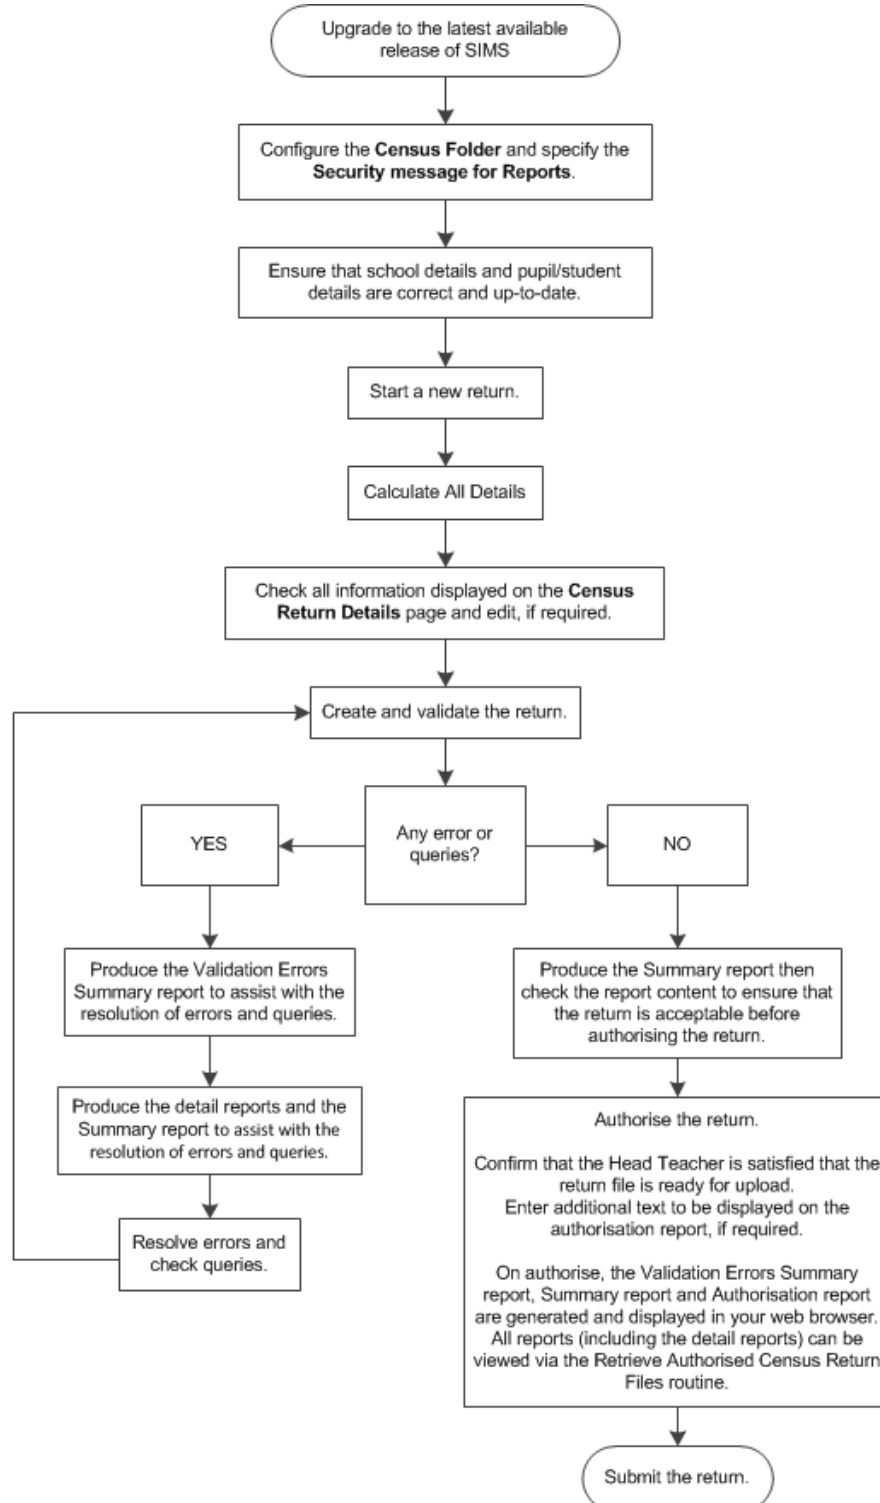 Upgrade to the latest available
release of SIMS
Configure the Census Folder and specify the
Security message for Reports.
Ensure that school details and pupil/student
details are correct and up-to-date.
Start a new return.
Calculate All Details
Check all information displayed on the Census
Return Details page and edit, if required.
Create and validate the return.
Any error or
queries?
YES
NO
Produce the Validation Errors
Summary report to assist with the
resolution of errors and queries.
Produce the detail reports and the
Summary report to assist with the
resolution of errors and queries.
Resolve errors and
check queries.
Produce the Summary report then
check the report content to ensure that
the return is acceptable before
authorising the return.
Authorise the return.
Confirm that the Head Teacher is satisfied that the
return file is ready for upload.
Enter additional text to be displayed on the
authorisation report, if required.
On authorise, the Validation Errors Summary
report, Summary report and Authorisation report
are generated and displayed in your web browser.
All reports (including the detail reports) can be
viewed via the Retrieve Authorised Census Return
Files routine.
Submit the return.